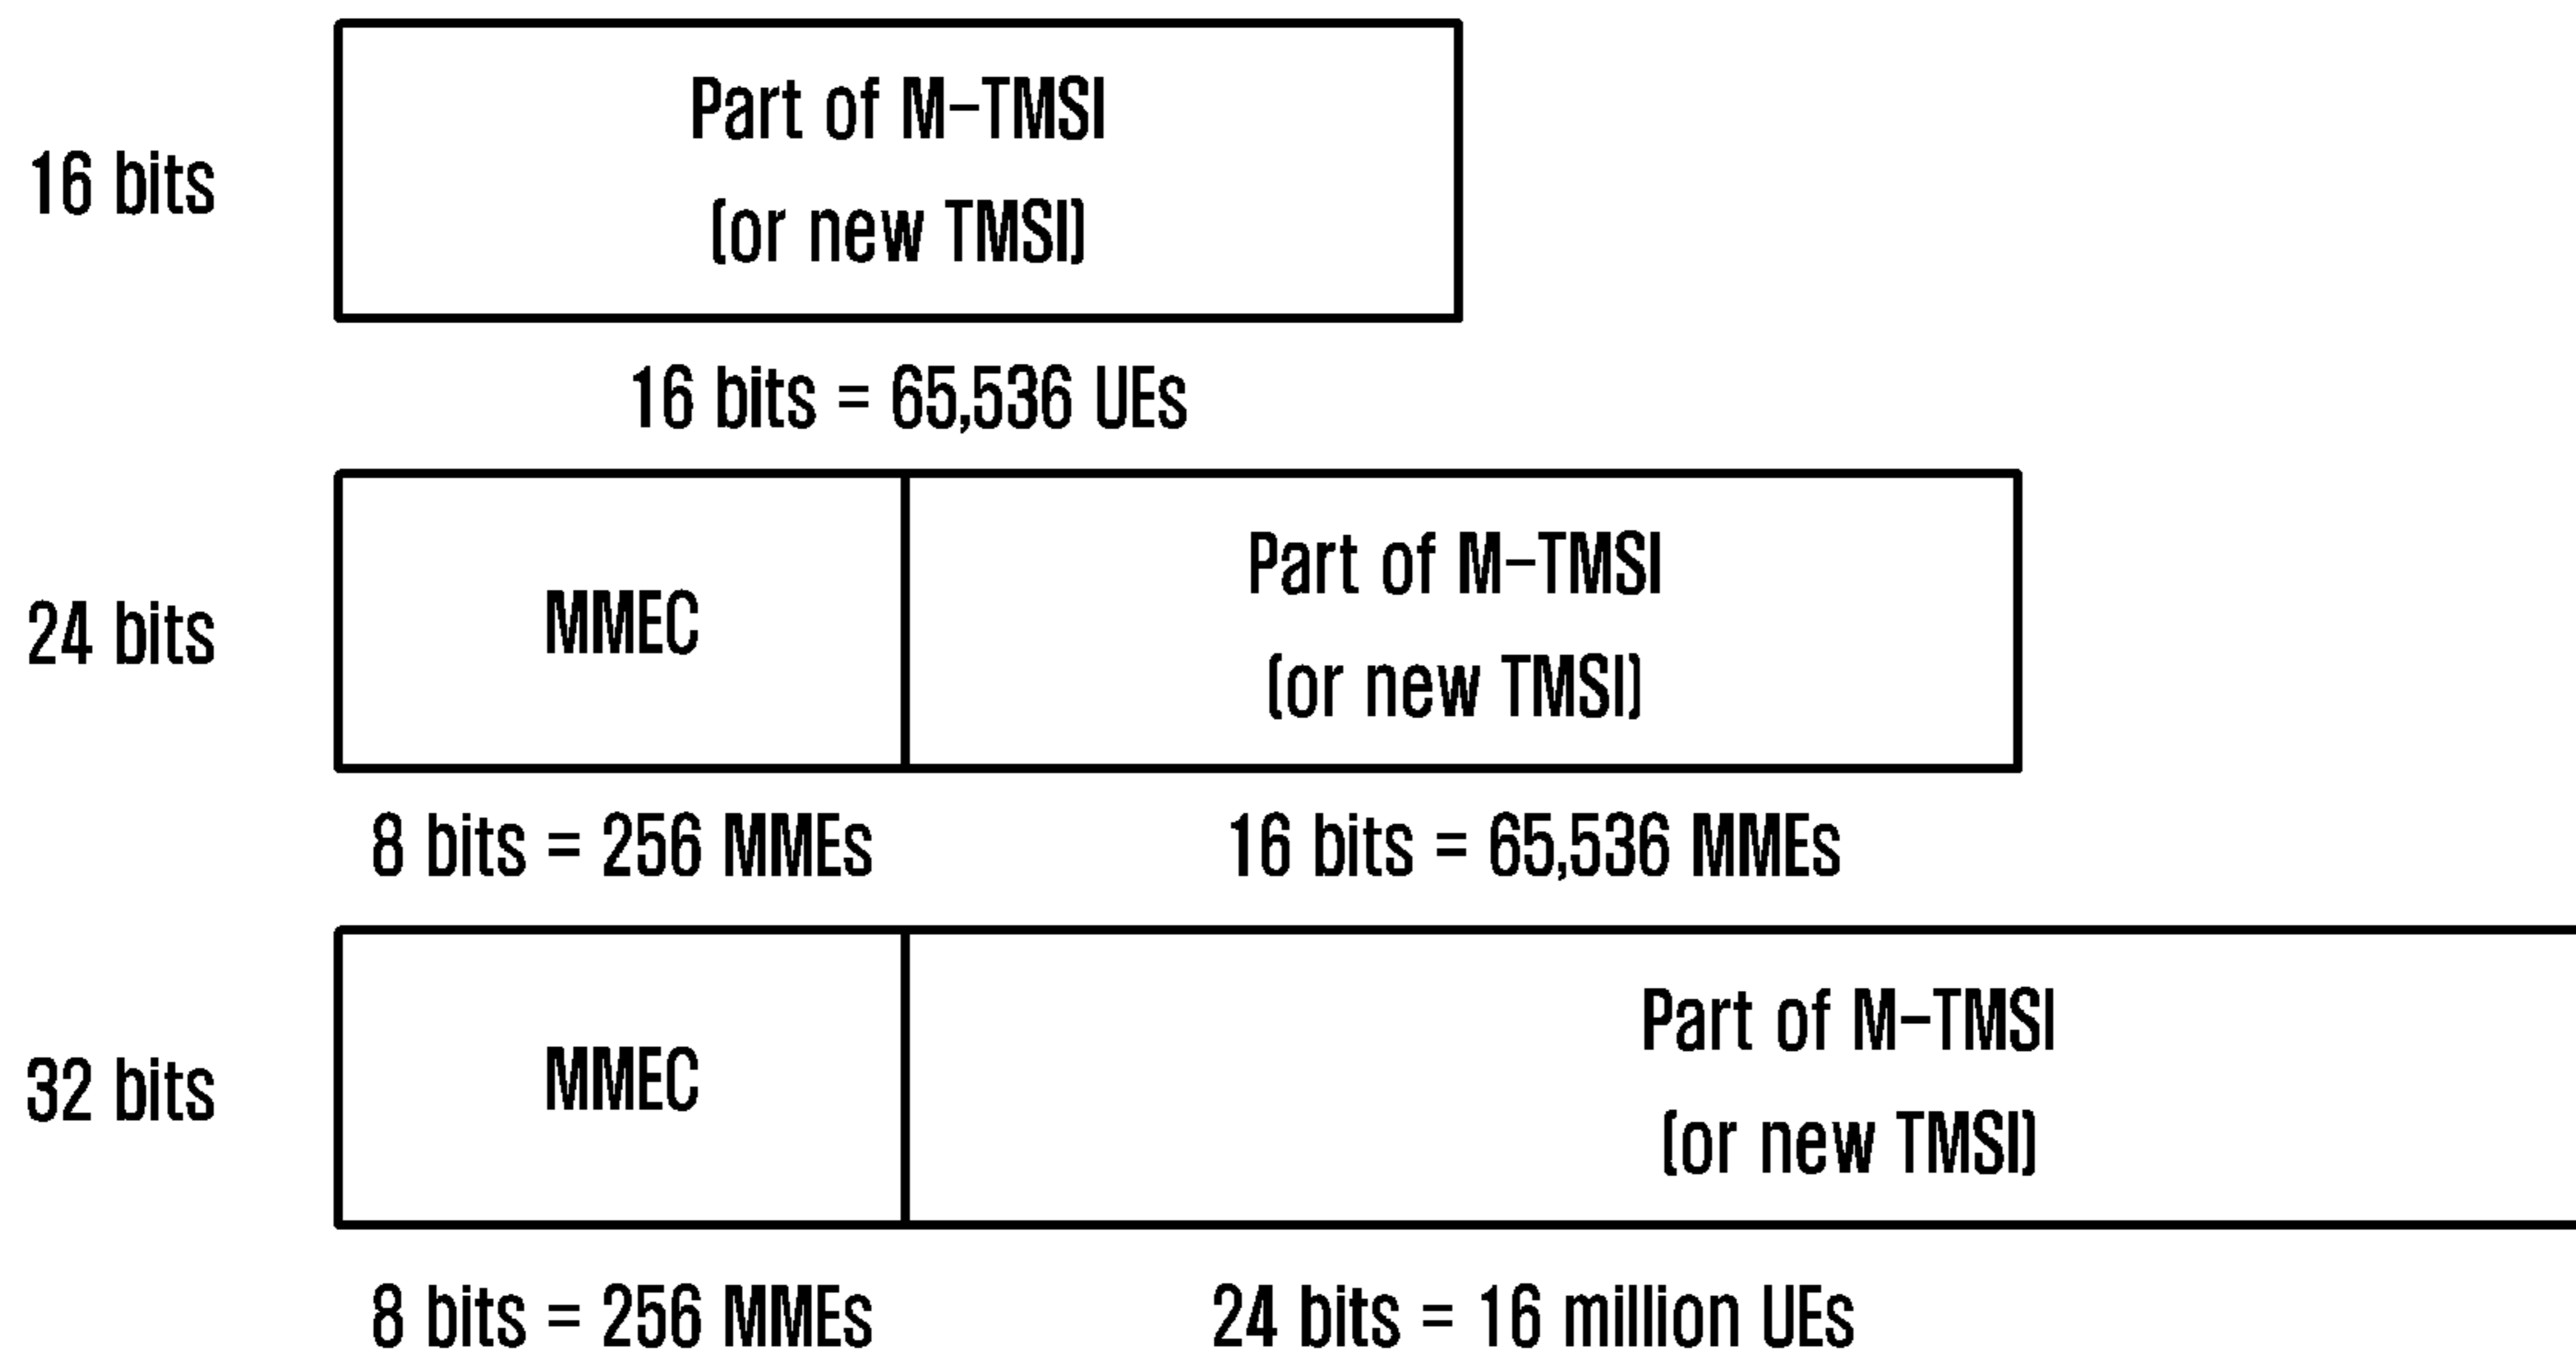 16 bits
Part of M-TMSI
(or new TMSI)
16 bits = 65,536 UEs
24 bits
MMEC
Part of M-TMSI
(or new TMSI)
8 bits = 256 MMEs
16 bits = 65,536 MMEs
32 bits
MMEC
Part of M-TMSI
(or new TMSI)
8 bits = 256 MMEs
24 bits = 16 million UEs